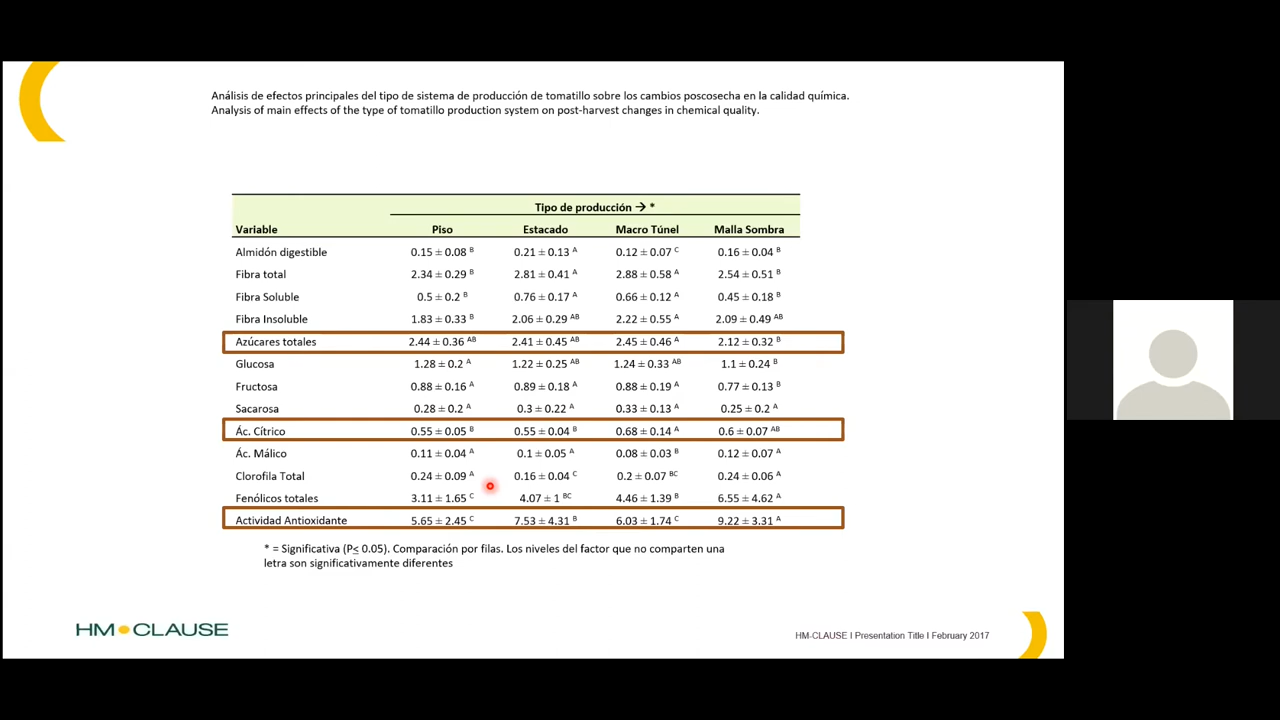 Análisis de efectos principales del tipo de sistema de producción de tomatillo sobre los cambios poscosecha en la calidad química.
Analysis of main effects of the type of tomatillo production system on post-harvest changes in chemical quality.
Tipo de producción → *
Variable Piso Estacado Macro Túnel Malla Sombra
Almidón digestible 0.15 ± 0.08 B 0.21 ± 0.13 A 0.12 ± 0.07 C 0.16 ± 0.04 B
Fibra total 2.34 ± 0.29 B 2.81 ± 0.41 A 2.88 ± 0.58 A 2.54 ± 0.51 B
Fibra Soluble 0.5 ± 0.2 B 0.76 ± 0.17 A 0.66 ± 0.12 A 0.45 ± 0.18 B
Fibra Insoluble 1.83 ± 0.33 B 2.06 ± 0.29 AB 2.22 ± 0.55 A 2.09 ± 0.49 AB
Azúcares totales 2.44 ± 0.36 AB 2.41 ± 0.45 AB 2.45 ± 0.46 A 2.12 ± 0.32 B
Glucosa 1.28 ± 0.2 A 1.22 ± 0.25 AB 1.24 ± 0.33 AB 1.1 ± 0.24 B
Fructosa 0.88 ± 0.16 A 0.89 ± 0.18 A 0.88 ± 0.19 A 0.77 ± 0.13 B
Sacarosa 0.28 ± 0.2 A 0.3 ± 0.22 A 0.33 ± 0.13 A 0.25 ± 0.2 A
Ác. Cítrico 0.55 ± 0.05 B 0.55 ± 0.04 B 0.68 ± 0.14 A 0.6 ± 0.07 AB
Ác. Málico 0.11 ± 0.04 A 0.1 ± 0.05 A 0.08 ± 0.03 B 0.12 ± 0.07 A
Clorofila Total 0.24 ± 0.09 A 0.16 ± 0.04 C 0.2 ± 0.07 BC 0.24 ± 0.06 A
Fenólicos totales 3.11 ± 1.65 C 4.07 ± 1 BC 4.46 ± 1.39 B 6.55 ± 4.62 A
Actividad Antioxidante 5.65 ± 2.45 C 7.53 ± 4.31 B 6.03 ± 1.74 C 9.22 ± 3.31 A
* = Significativa (P≤ 0.05). Comparación por filas. Los niveles del factor que no comparten una
letra son significativamente diferentes
HM CLAUSE
HM-CLAUSE I Presentation Title I February 2017